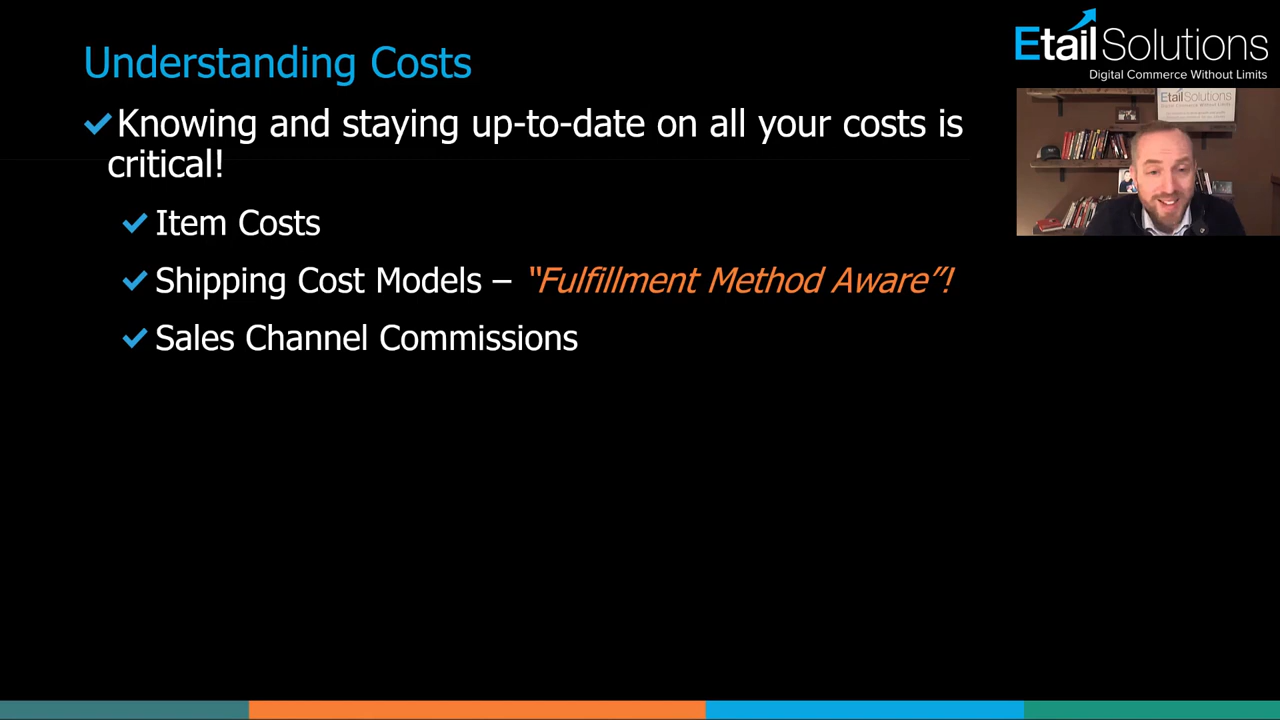 Understanding Costs
Knowing and staying up-to-date on all your costs is
critical!
Item Costs
Shipping Cost Models – “Fulfillment Method Aware”!
Sales Channel Commissions
EtailSolutions
Digital Commerce Without Limits
EtailSolutions